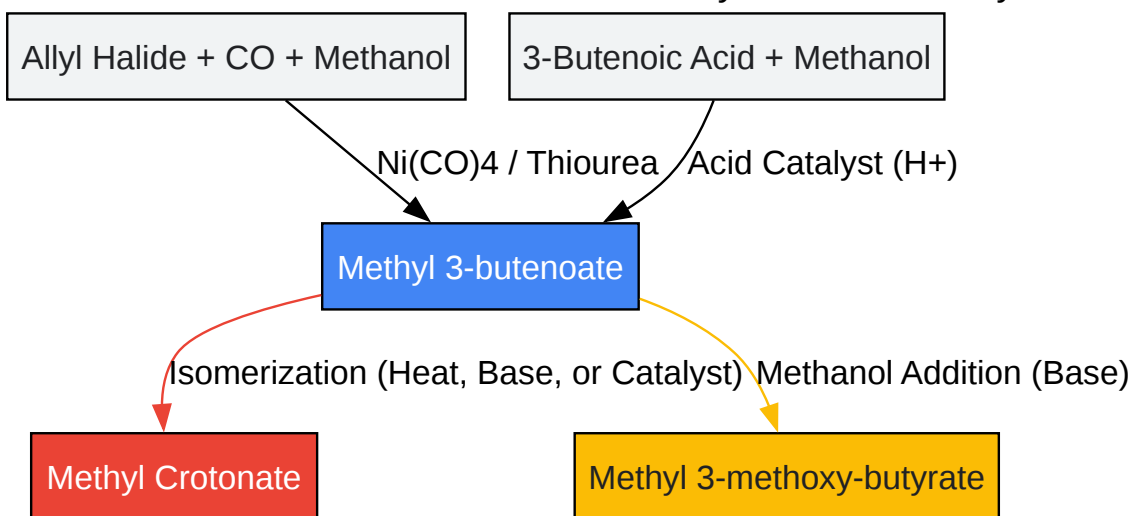 Allyl Halide + CO + Methanol
3-Butenoic Acid + Methanol
Ni(CO)4 / Thiourea
Acid Catalyst (H+)
Methyl 3-butenoate
Isomerization (Heat, Base, or Catalyst)
Methanol Addition (Base)
Methyl Crotonate
Methyl 3-methoxy-butyrate